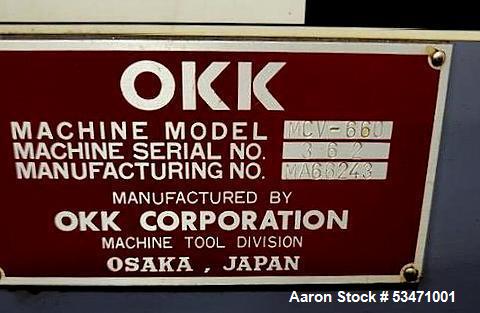 OKK
MACHINE MODEL MCV-660
MACHINE SERIAL NO. 362
MANUFACTURING NO. MA66243
MANUFACTURED BY
OKK CORPORATION
MACHINE TOOL DIVISION
OSAKA , JAPAN
Aaron Stock # 53471001